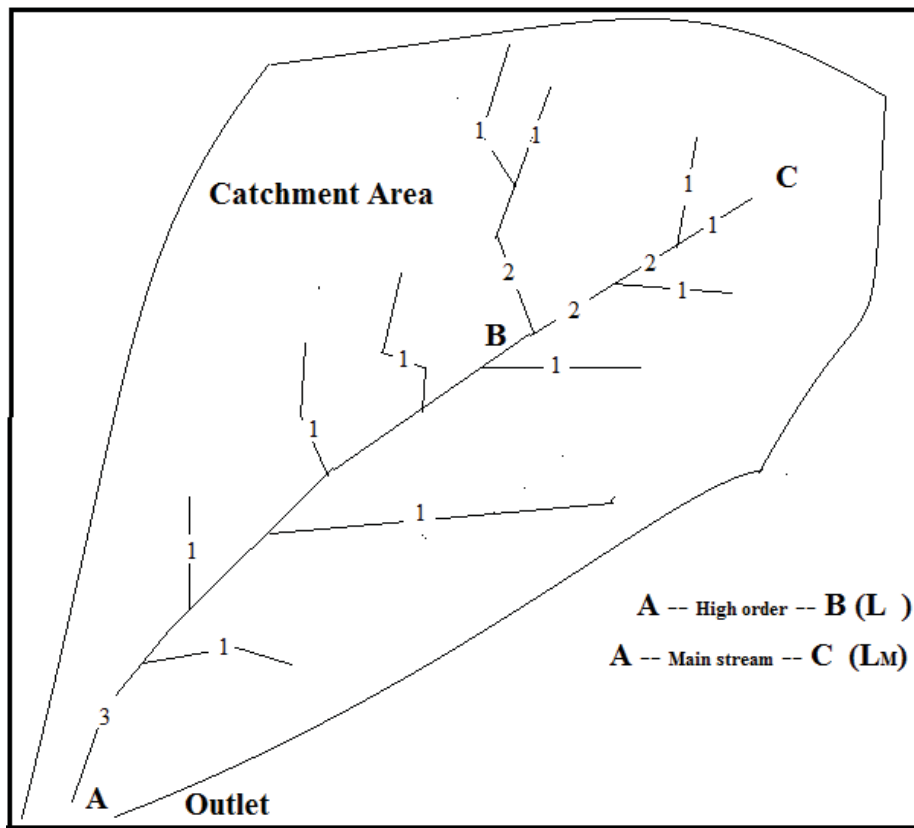 1
1
1
C
Catchment Area
1
2
2
1
2
B
1
1
1
1
1
A -- High order -- B (L )
1
A -- Main stream -- C (LM)
3
A
Outlet